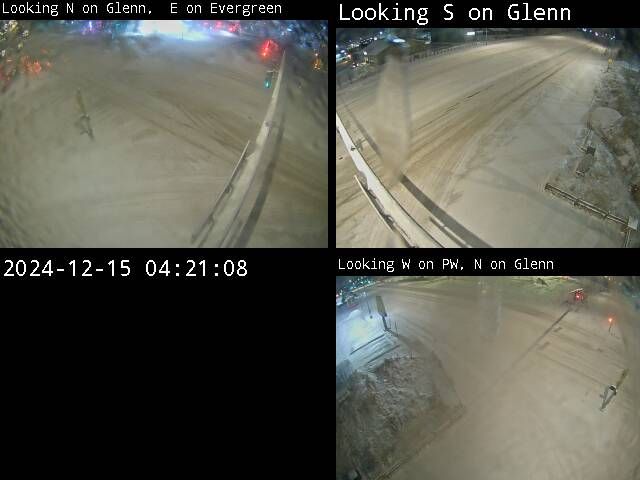 Looking N on Glenn,  E on Evergreen
Looking S on Glenn
2024-12-15 04:21:08
Looking W on PW, N on Glenn